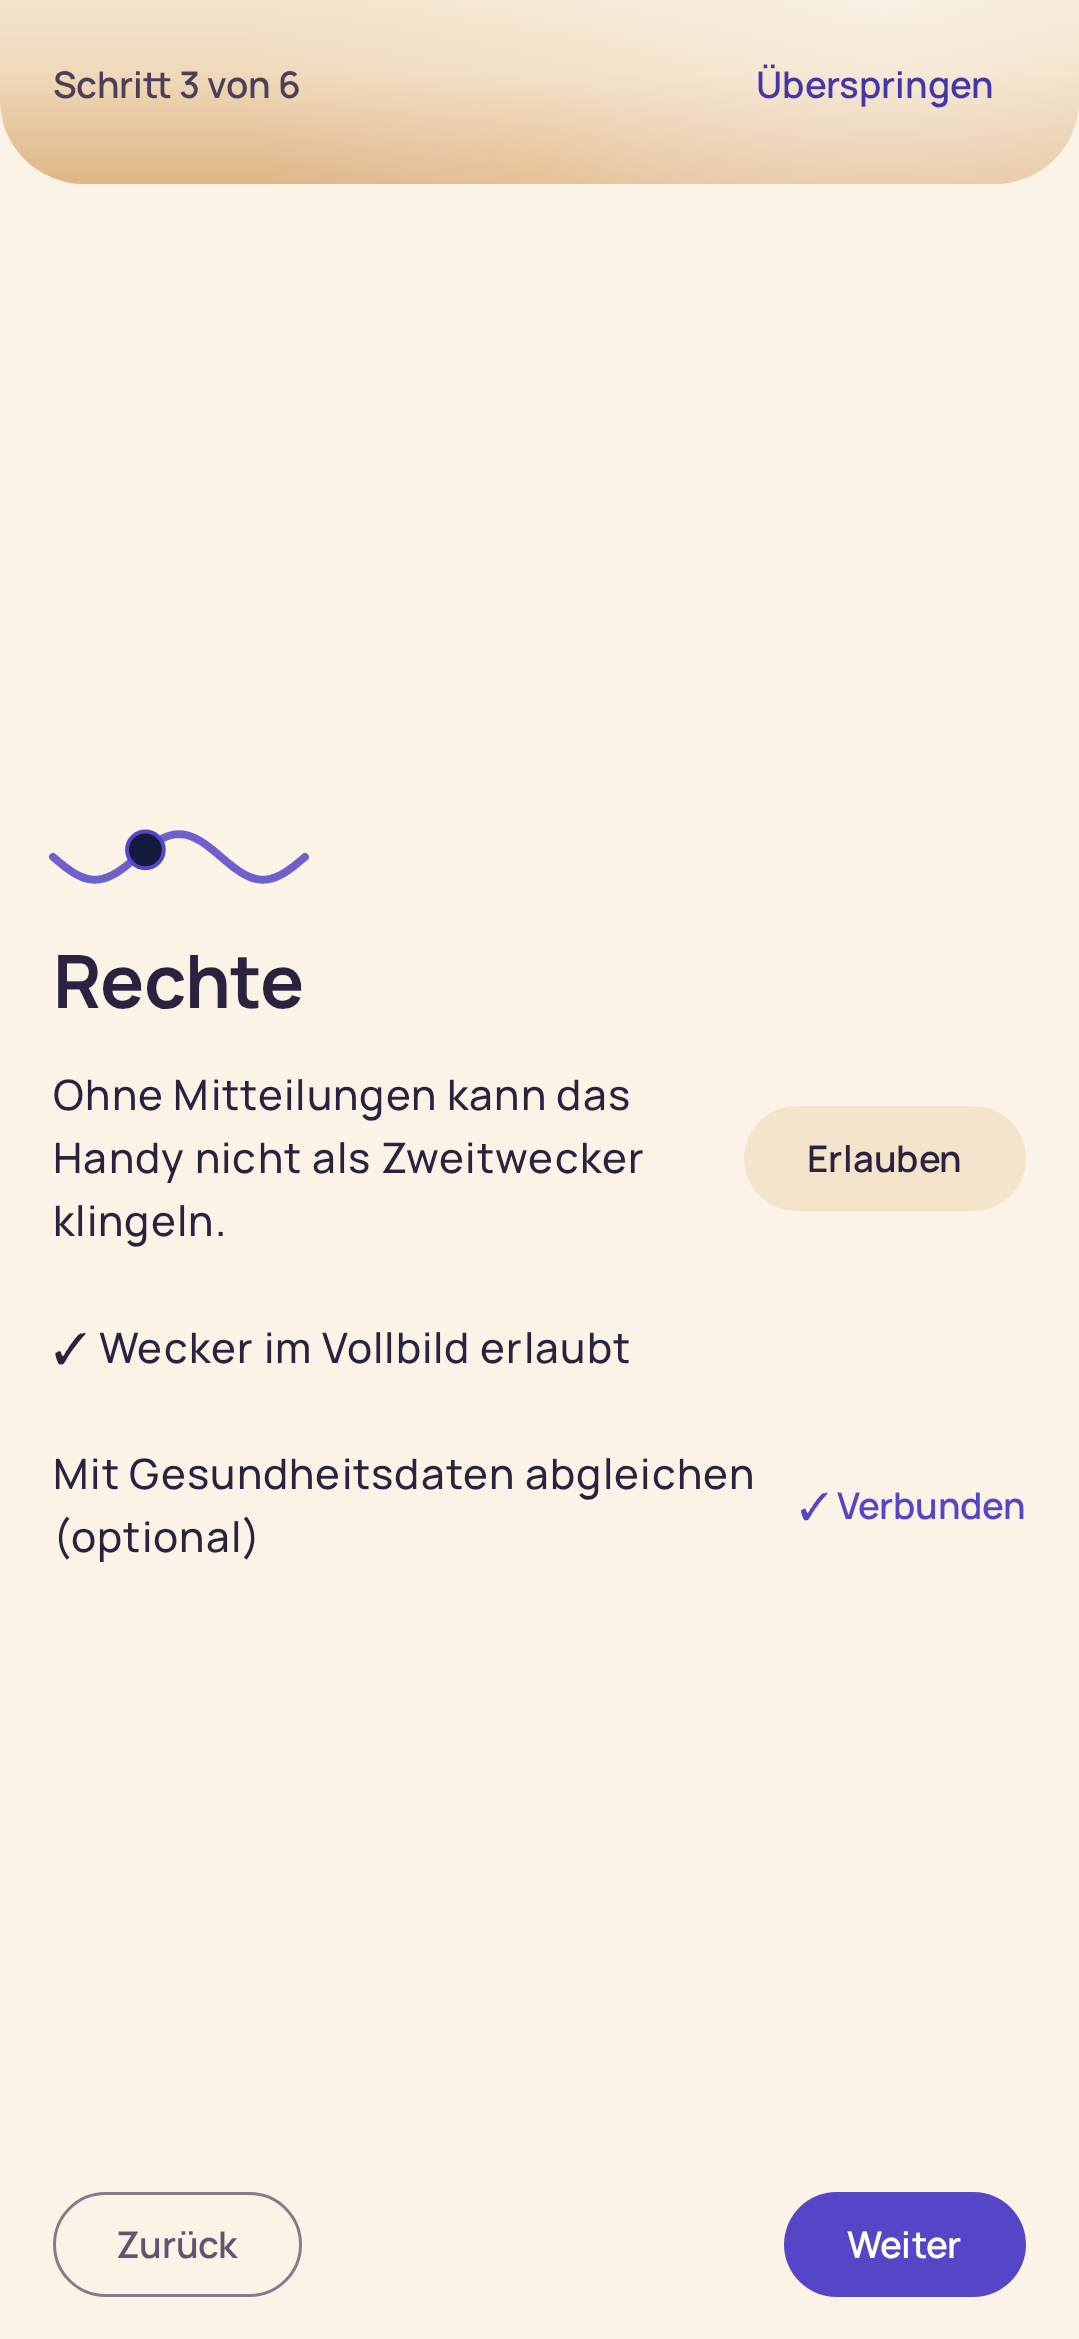 Schritt 3 von 6
Überspringen
Rechte
Ohne Mitteilungen kann das
Handy nicht als Zweitwecker
klingeln.
Erlauben
✓ Wecker im Vollbild erlaubt
Mit Gesundheitsdaten abgleichen
(optional)
✓ Verbunden
Zurück
Weiter